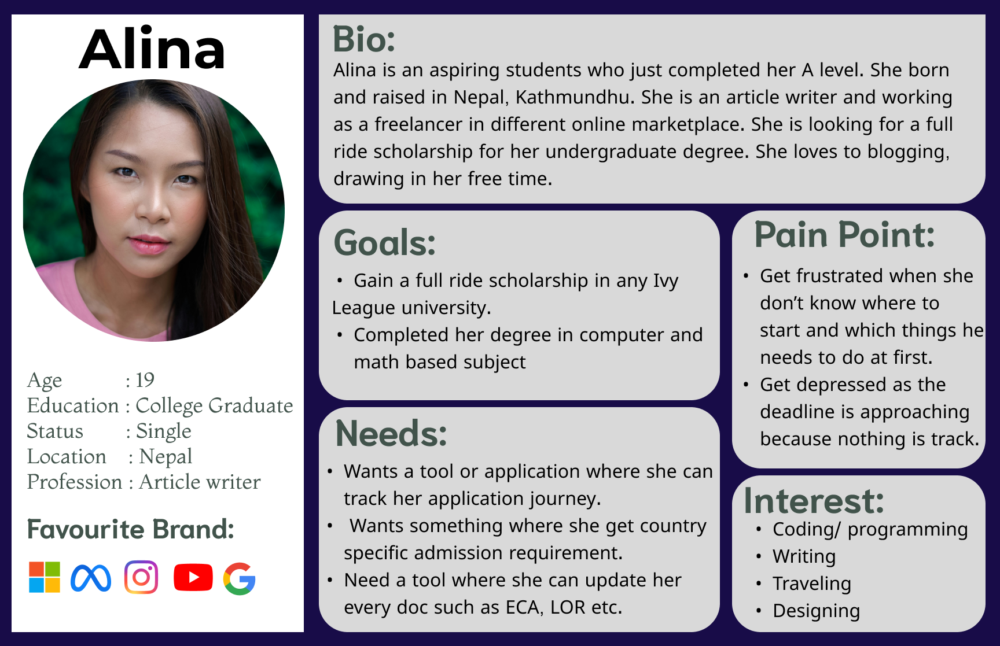 Alina
Age : 19
Education : College Graduate
Status : Single
Location : Nepal
Profession : Article writer
Favourite Brand:
Bio:
Alina is an aspiring students who just completed her A level. She born
and raised in Nepal, Kathmundhu. She is an article writer and working
as a freelancer in different online marketplace. She is looking for a full
ride scholarship for her undergraduate degree. She loves to blogging,
drawing in her free time.
Goals:
• Gain a full ride scholarship in any Ivy
League university.
• Completed her degree in computer and
math based subject
Needs:
• Wants a tool or application where she can
track her application journey.
• Wants something where she get country
specific admission requirement.
• Need a tool where she can update her
every doc such as ECA, LOR etc.
Pain Point:
• Get frustrated when she
don’t know where to
start and which things he
needs to do at first.
• Get depressed as the
deadline is approaching
because nothing is track.
Interest:
• Coding/ programming
• Writing
• Traveling
• Designing